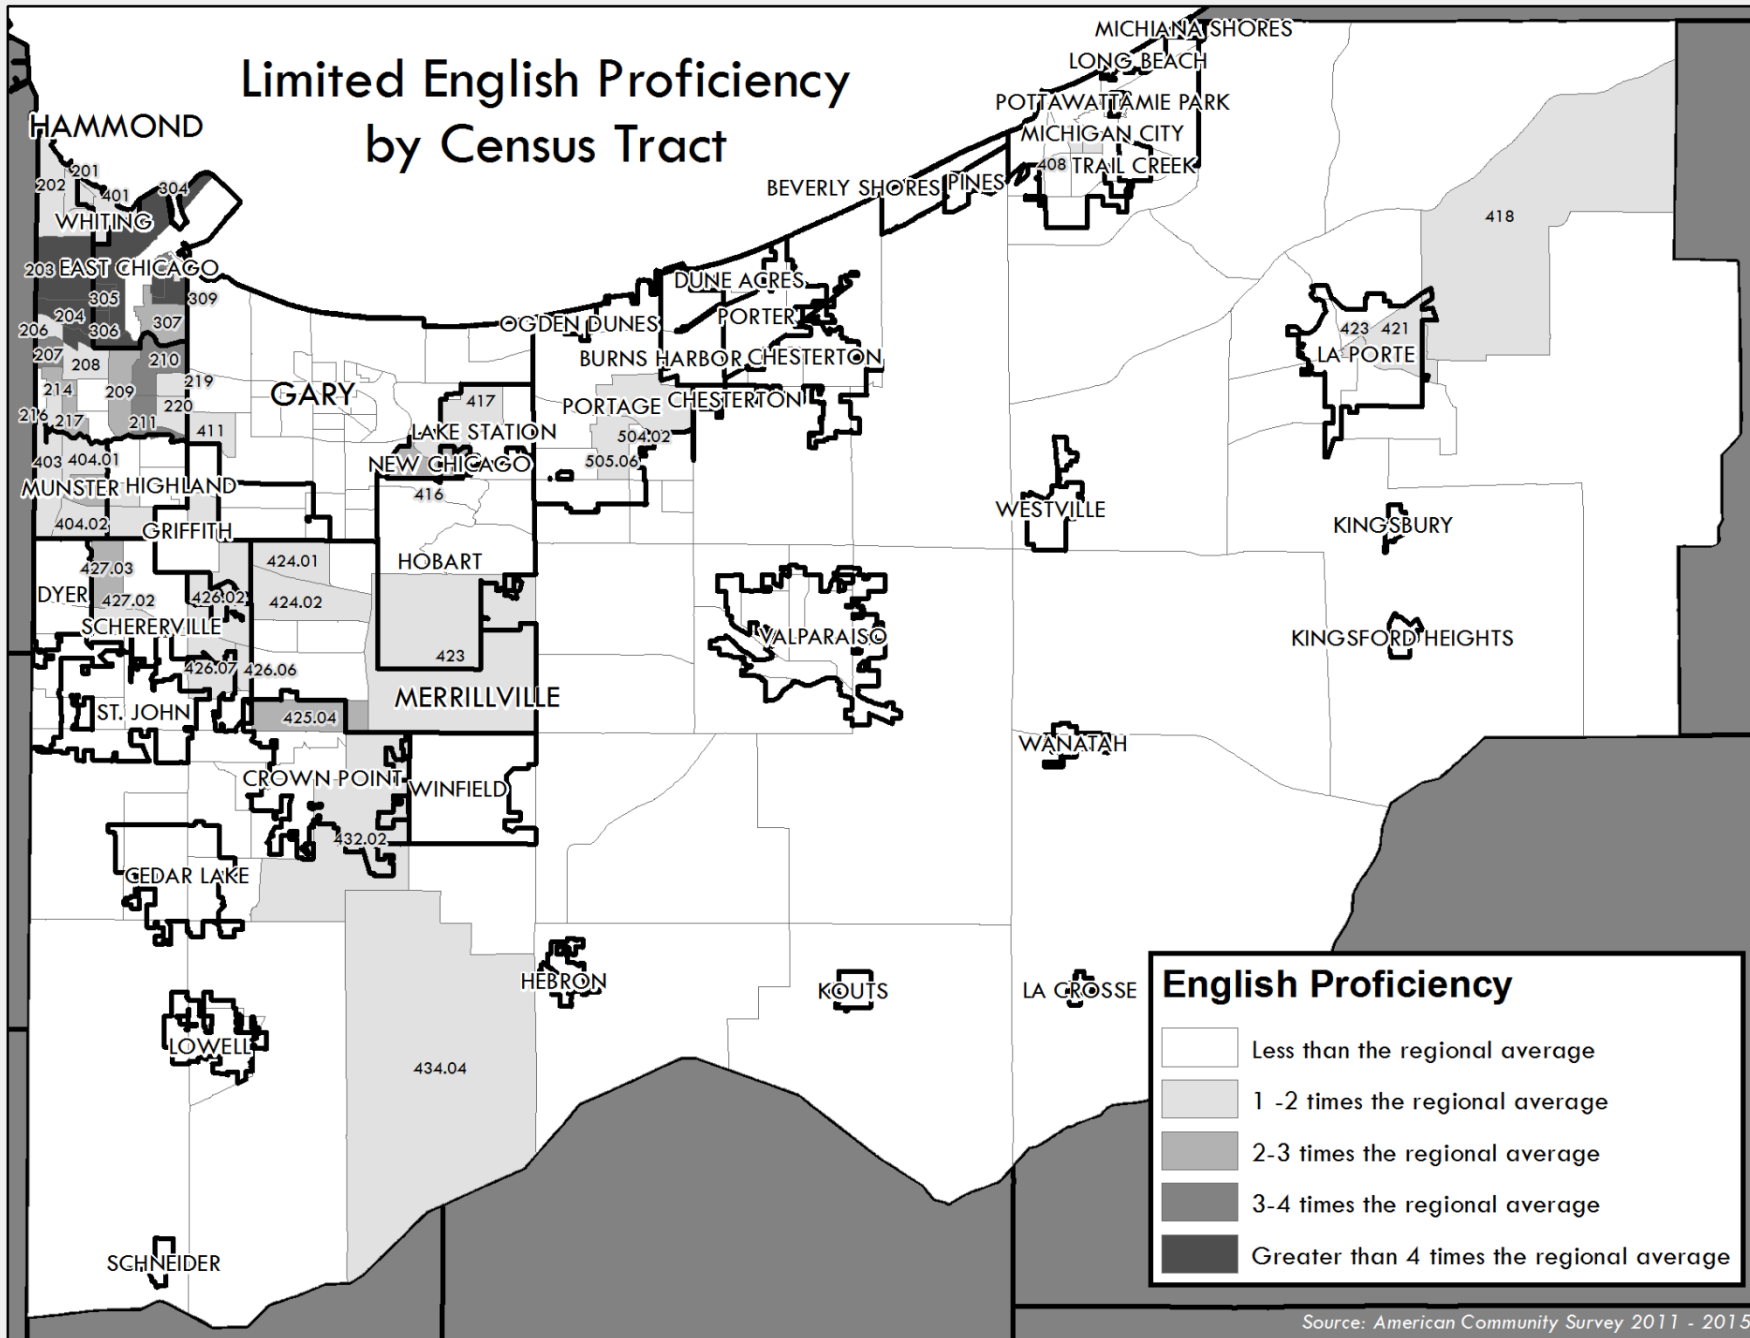 Limited English Proficiency
by Census Tract
MICHIANA SHORES
LONG BEACH
POTTAWATTAMIE PARK
MICHIGAN CITY
408 TRAIL CREEK
BEVERLY SHORES PINES
HAMMOND
201
202
401
304
WHITING
418
203 EAST CHICAGO
305
309
204
306
307
206
207
208
210
214
209
219
220
216
217
211
411
DUNE ACRES
OGDEN DUNES
PORTER
BURNS HARBOR CHESTERTON
423
421
LA PORTE
GARY
417
PORTAGE
CHESTERTON
LAKE STATION
504.02
NEW CHICAGO
505.06
416
403
404.01
MUNSTER
HIGHLAND
404.02
GRIFFITH
WESTVILLE
KINGSBURY
HOBART
424.01
427.03
DYER
427.02
426.02
424.02
SCHERERVILLE
VALPARAISO
KINGSFORD HEIGHTS
423
426.07
426.06
MERRILLVILLE
ST. JOHN
425.04
WANATAH
CROWN POINT
WINFIELD
432.02
CEDAR LAKE
HEBRON
KOUTS
LA CROSSE
LOWELL
434.04
SCHNEIDER
English Proficiency
Less than the regional average
1 -2 times the regional average
2-3 times the regional average
3-4 times the regional average
Greater than 4 times the regional average
Source: American Community Survey 2011 - 2015